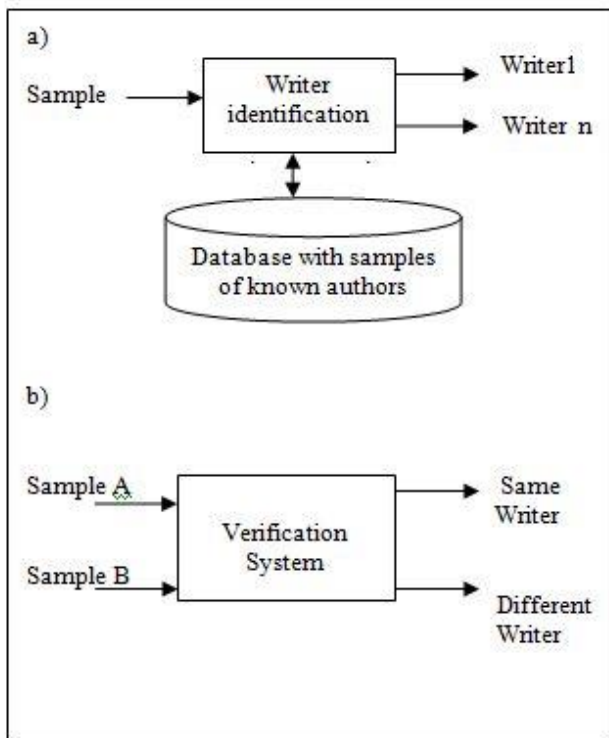 a)
Sample
Writer
identification
Writer1
Writer n
Database with samples
of known authors
b)
Sample A
Sample B
Verification
System
Same
Writer
Different
Writer